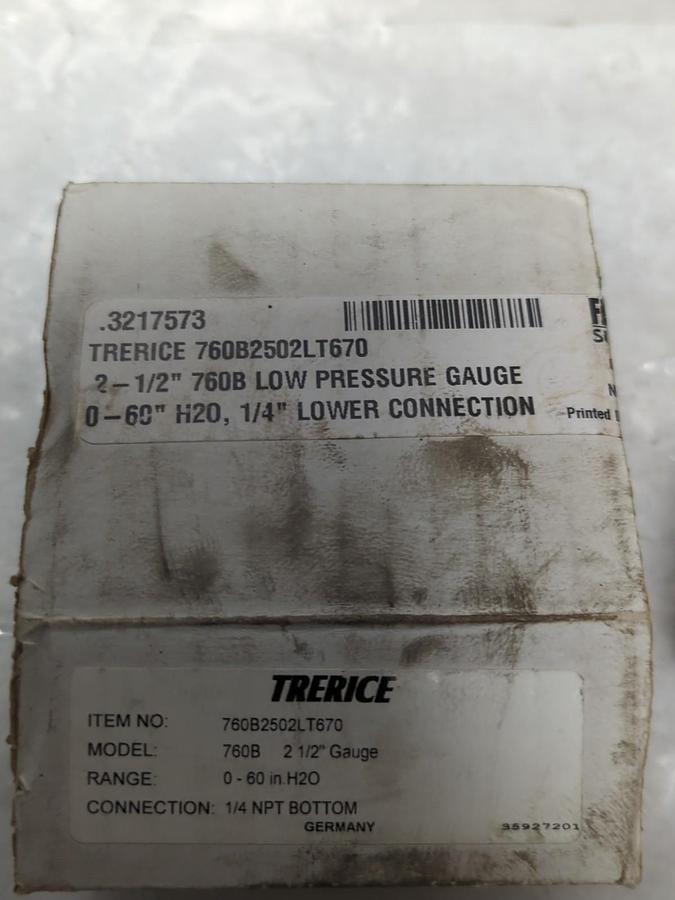 .3217573
TRERICE 760B2502LT670
2-1/2" 760B LOW PRESSURE GAUGE
0-60" H2O, 1/4" LOWER CONNECTION
Printed
TRERICE
ITEM NO: 760B2502LT670
MODEL: 760B 2 1/2" Gauge
RANGE: 0 - 60 in.H2O
CONNECTION: 1/4 NPT BOTTOM
GERMANY 35927201